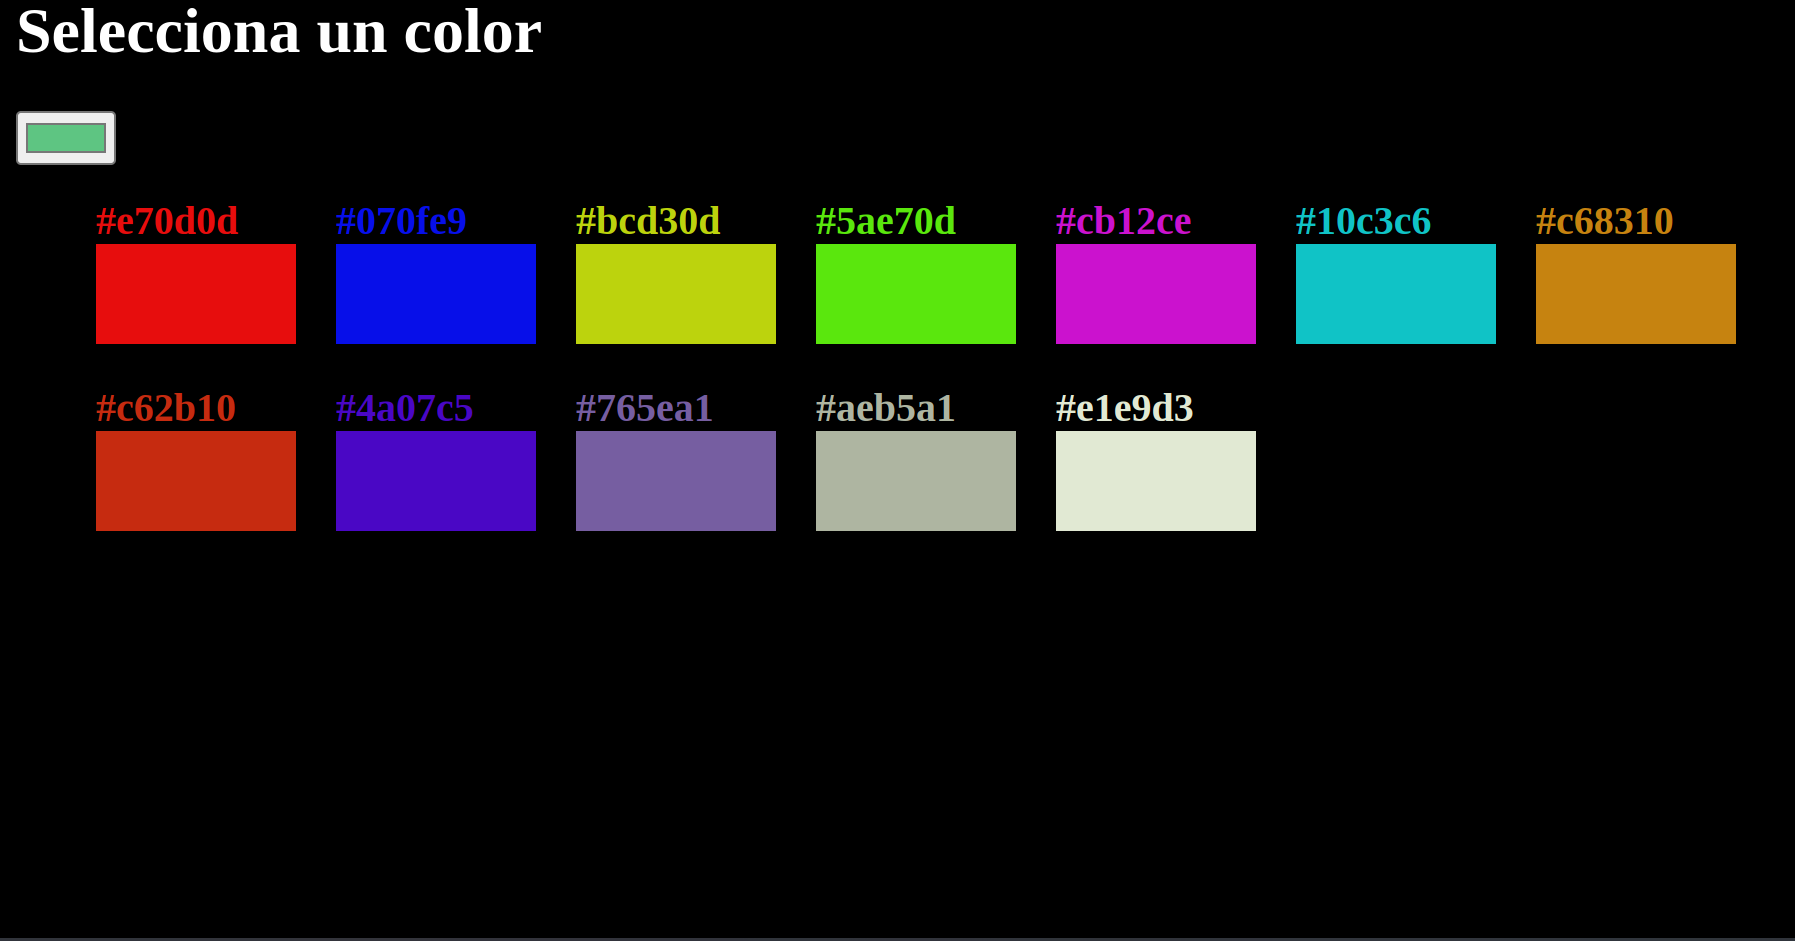 Selecciona un color
#e70d0d #070fe9 #bcd30d #5ae70d #cb12ce #10c3c6 #c68310
#c62b10 #4a07c5 #765ea1 #aeb5a1 #e1e9d3